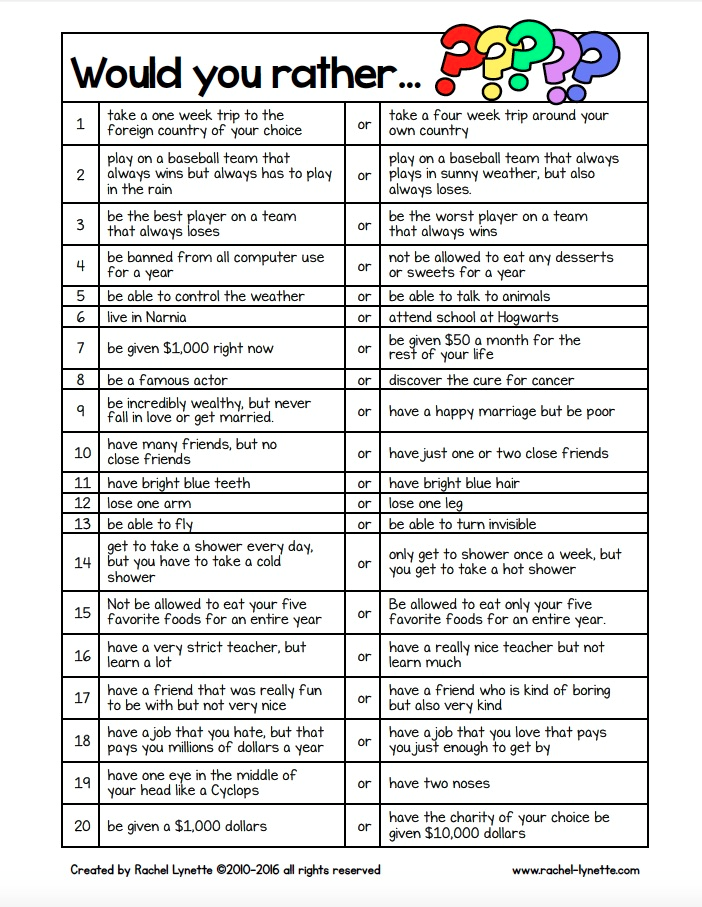 Would you rather... ?????
1 take a one week trip to the or take a four week trip around your
foreign country of your choice own country
2 play on a baseball team that or play on a baseball team that always
always wins but always has to play plays in sunny weather, but also
in the rain always loses.
3 be the best player on a team or be the worst player on a team
that always loses that always wins
4 be banned from all computer use or not be allowed to eat any desserts
for a year or sweets for a year
5 be able to control the weather or be able to talk to animals
6 live in Narnia or attend school at Hogwarts
7 be given $1,000 right now or be given $50 a month for the
rest of your life
8 be a famous actor or discover the cure for cancer
9 be incredibly wealthy, but never or have a happy marriage but be poor
fall in love or get married.
10 have many friends, but no or have just one or two close friends
close friends
11 have bright blue teeth or have bright blue hair
12 lose one arm or lose one leg
13 be able to fly or be able to turn invisible
14 get to take a shower every day, or only get to shower once a week, but
but you have to take a cold you get to take a hot shower
shower
15 Not be allowed to eat your five or Be allowed to eat only your five
favorite foods for an entire year favorite foods for an entire year.
16 have a very strict teacher, but or have a really nice teacher but not
learn a lot learn much
17 have a friend that was really fun or have a friend who is kind of boring
to be with but not very nice but also very kind
18 have a job that you hate, but that or have a job that you love that pays
pays you millions of dollars a year you just enough to get by
19 have one eye in the middle of or have two noses
your head like a Cyclops
20 be given a $1,000 dollars or have the charity of your choice be
given $10,000 dollars
Created by Rachel Lynette ©2010-2016 all rights reserved www.rachel-lynette.com